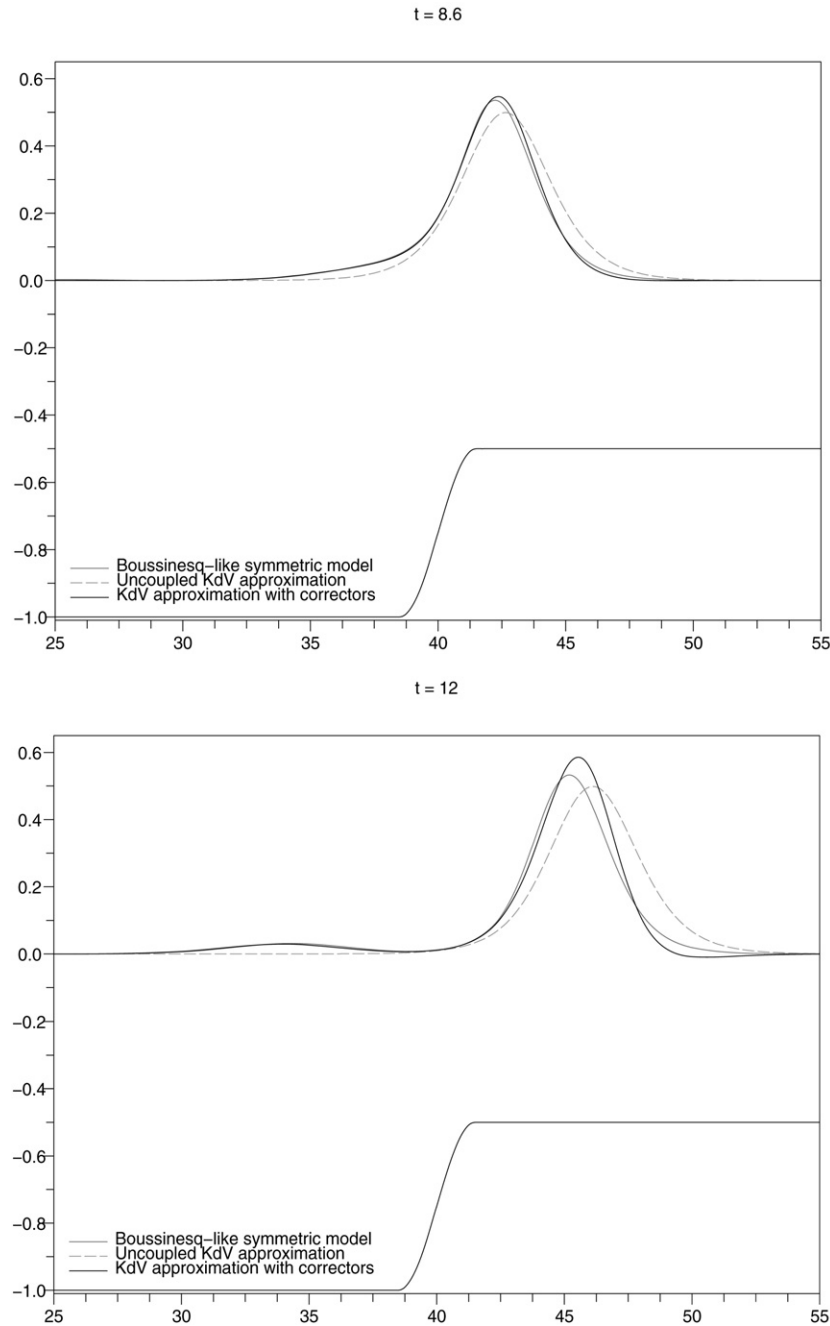 t = 8.6
0.6
0.4
0.2
0.0
−0.2
−0.4
−0.6
−0.8
−1.0
Boussinesq−like symmetric model
Uncoupled KdV approximation
KdV approximation with correctors
25 30 35 40 45 50 55
t = 12
0.6
0.4
0.2
0.0
−0.2
−0.4
−0.6
−0.8
−1.0
Boussinesq−like symmetric model
Uncoupled KdV approximation
KdV approximation with correctors
25 30 35 40 45 50 55